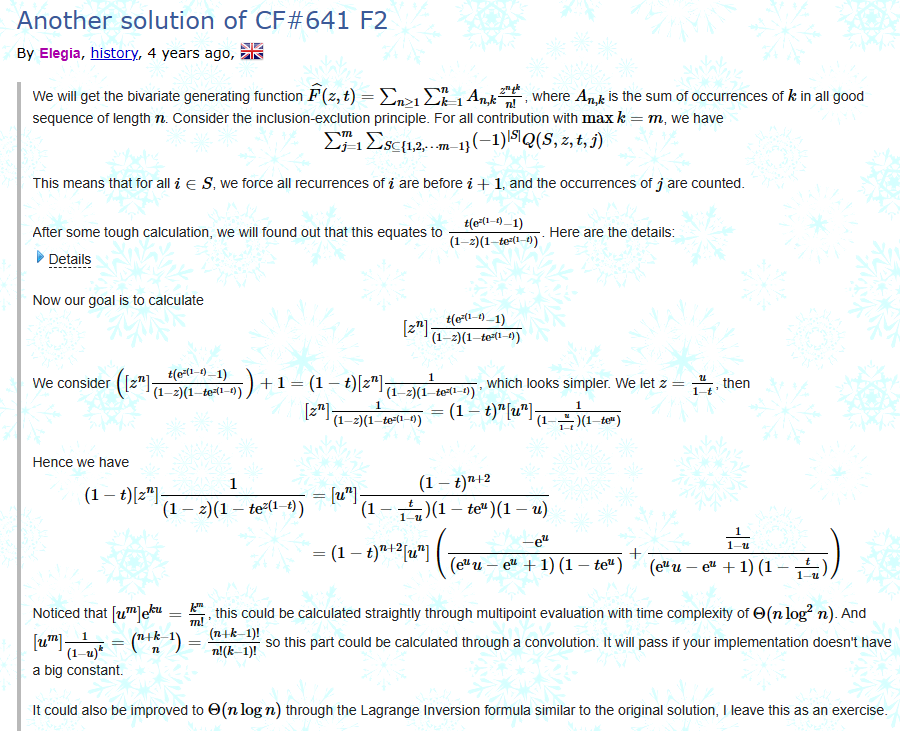 Another solution of CF#641 F2
By Elegia, history, 4 years ago,
We will get the bivariate generating function $\widehat{F}(z, t) = \sum_{n \geq 1} \sum_{k=1}^{n} A_{n,k} \frac{z^n t^k}{n!}$, where $A_{n,k}$ is the sum of occurrences of $k$ in all good
sequence of length $n$. Consider the inclusion-exclution principle. For all contribution with $\max k = m$, we have
$\sum_{j=1}^{m} \sum_{S \subseteq \{1,2,\cdots m-1\}} (-1)^{|S|} Q(S, z, t, j)$
This means that for all $i \in S$, we force all recurrences of $i$ are before $i + 1$, and the occurrences of $j$ are counted.
After some tough calculation, we will found out that this equates to $\frac{t(e^{z(1-t)}-1)}{(1-z)(1-te^{z(1-t)})}$. Here are the details:
Details
Now our goal is to calculate
$[z^n] \frac{t(e^{z(1-t)}-1)}{(1-z)(1-te^{z(1-t)})}$
We consider $\left([z^n] \frac{t(e^{z(1-t)}-1)}{(1-z)(1-te^{z(1-t)})}\right) + 1 = (1 - t)[z^n] \frac{1}{(1-z)(1-te^{z(1-t)})}$, which looks simpler. We let $z = \frac{u}{1-t}$, then
$[z^n] \frac{1}{(1-z)(1-te^{z(1-t)})} = (1 - t)^n [u^n] \frac{1}{(1-\frac{u}{1-t})(1-te^u)}$
Hence we have
$(1 - t)[z^n] \frac{1}{(1 - z)(1 - te^{z(1-t)})} = [u^n] \frac{(1 - t)^{n+2}}{(1 - \frac{t}{1-u})(1 - te^u)(1 - u)}$
$= (1 - t)^{n+2} [u^n] \left( \frac{-e^u}{(e^u u - e^u + 1)(1 - te^u)} + \frac{\frac{1}{1-u}}{(e^u u - e^u + 1)(1 - \frac{t}{1-u})} \right)$
Noticed that $[u^m]e^{ku} = \frac{k^m}{m!}$, this could be calculated straightly through multipoint evaluation with time complexity of $\Theta(n \log^2 n)$. And
$[u^m] \frac{1}{(1-u)^k} = \binom{n+k-1}{n} = \frac{(n+k-1)!}{n!(k-1)!}$ so this part could be calculated through a convolution. It will pass if your implementation doesn't have
a big constant.
It could also be improved to $\Theta(n \log n)$ through the Lagrange Inversion formula similar to the original solution, I leave this as an exercise.